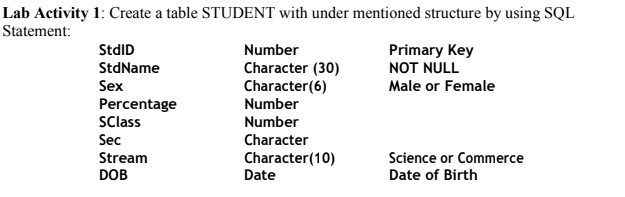 Lab Activity 1: Create a table STUDENT with under mentioned structure by using SQL
Statement:
StdID Number Primary Key
StdName Character (30) NOT NULL
Sex Character(6) Male or Female
Percentage Number
SClass Number
Sec Character
Stream Character(10) Science or Commerce
DOB Date Date of Birth